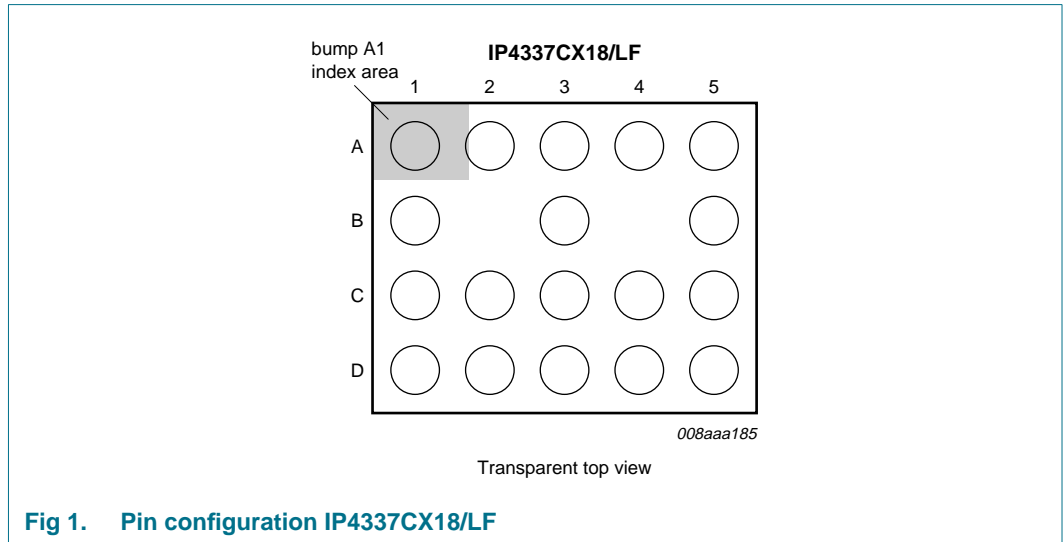 bump A1
index area
IP4337CX18/LF
1 2 3 4 5
A
B
C
D
008aaa185
Transparent top view
Fig 1. Pin configuration IP4337CX18/LF